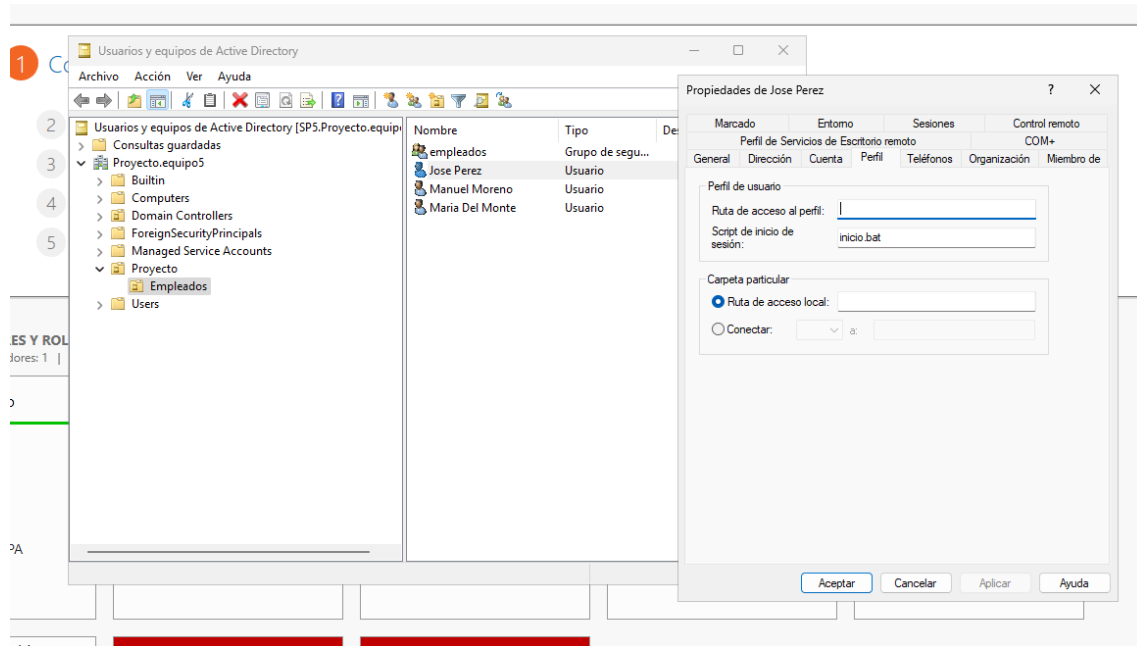 Usuarios y equipos de Active Directory
1 Co
Archivo Acción Ver Ayuda
2
3
4
5
Usuarios y equipos de Active Directory [SP5.Proyecto.equip
Consultas guardadas
Proyecto.equipo5
Builtin
Computers
Domain Controllers
ForeignSecurityPrincipals
Managed Service Accounts
Proyecto
Empleados
Users
Nombre Tipo De
empleados Grupo de segu...
Jose Perez Usuario
Manuel Moreno Usuario
Maria Del Monte Usuario
Propiedades de Jose Perez ?
Marcado Entorno Sesiones Control remoto
Perfil de Servicios de Escritorio remoto COM+
General Dirección Cuenta Perfil Teléfonos Organización Miembro de
Perfil de usuario
Ruta de acceso al perfil:
Script de inicio de
sesión:
inicio.bat
Carpeta particular
Ruta de acceso local:
Conectar: a:
Aceptar Cancelar Aplicar Ayuda
ES Y ROL
dores: 1 |
PA